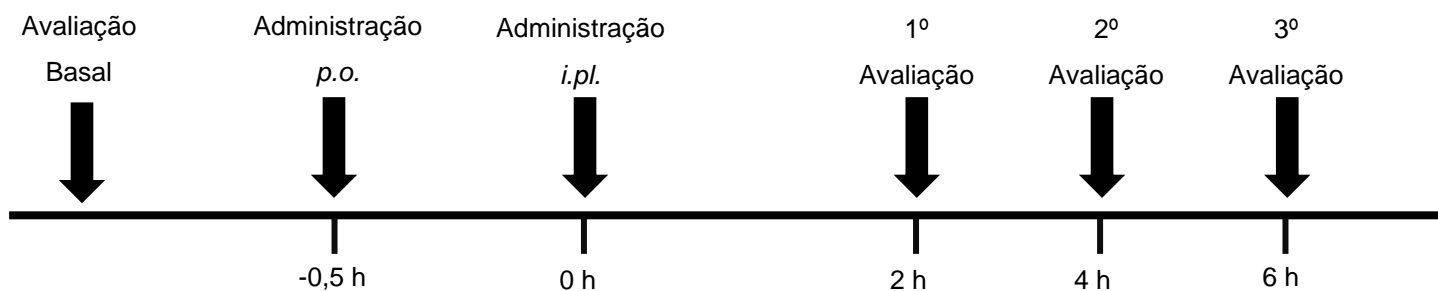 Avaliação
Basal
Administração
p.o.
Administração
i.pl.
1º
Avaliação
2º
Avaliação
3º
Avaliação
-0,5 h
0 h
2 h
4 h
6 h